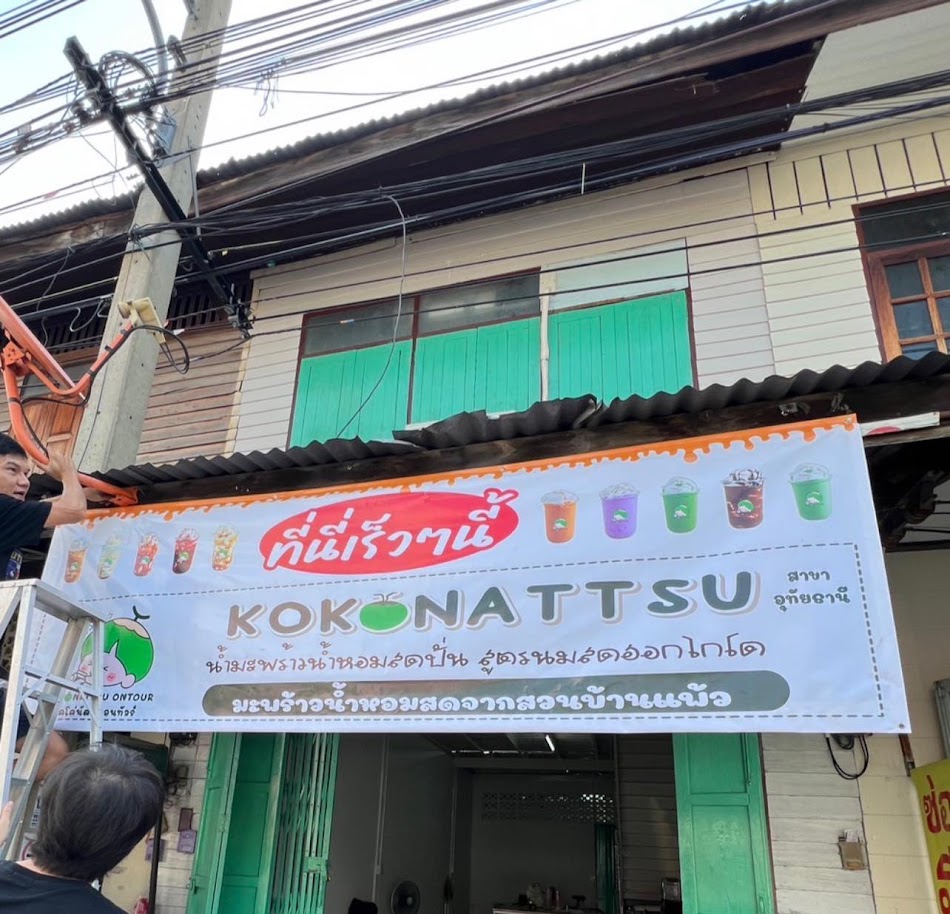 ที่นี่เร็วๆนี้
KOKONATTSU
สาขา
อุทัยธานี
น้ำมะพร้าวน้ำหอมสดปั่น สูตรนมสดฮอกไกโด
มะพร้าวน้ำหอมสดจากสวนบ้านแพ้ว
ONTOUR